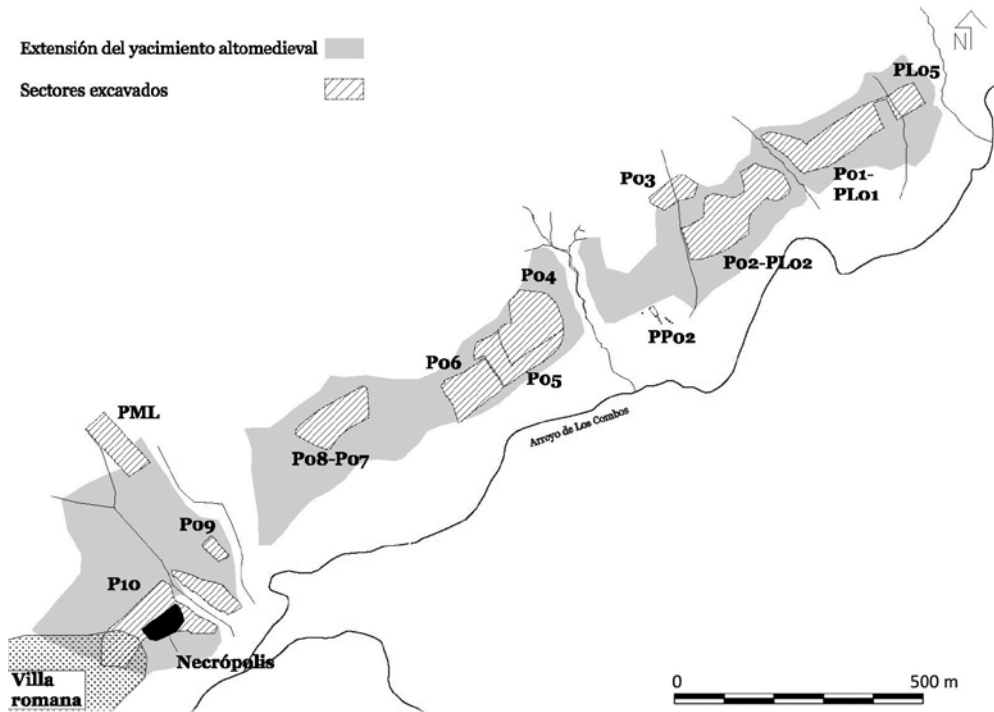 Extensión del yacimiento altomedieval
Sectores excavados
N
PL05
P01-
PL01
P03
P02-PL02
PP02
P04
P06
P05
Arroyo de Los Combos
P08-P07
PML
P09
P10
Necrópolis
Villa
romana
0 500 m